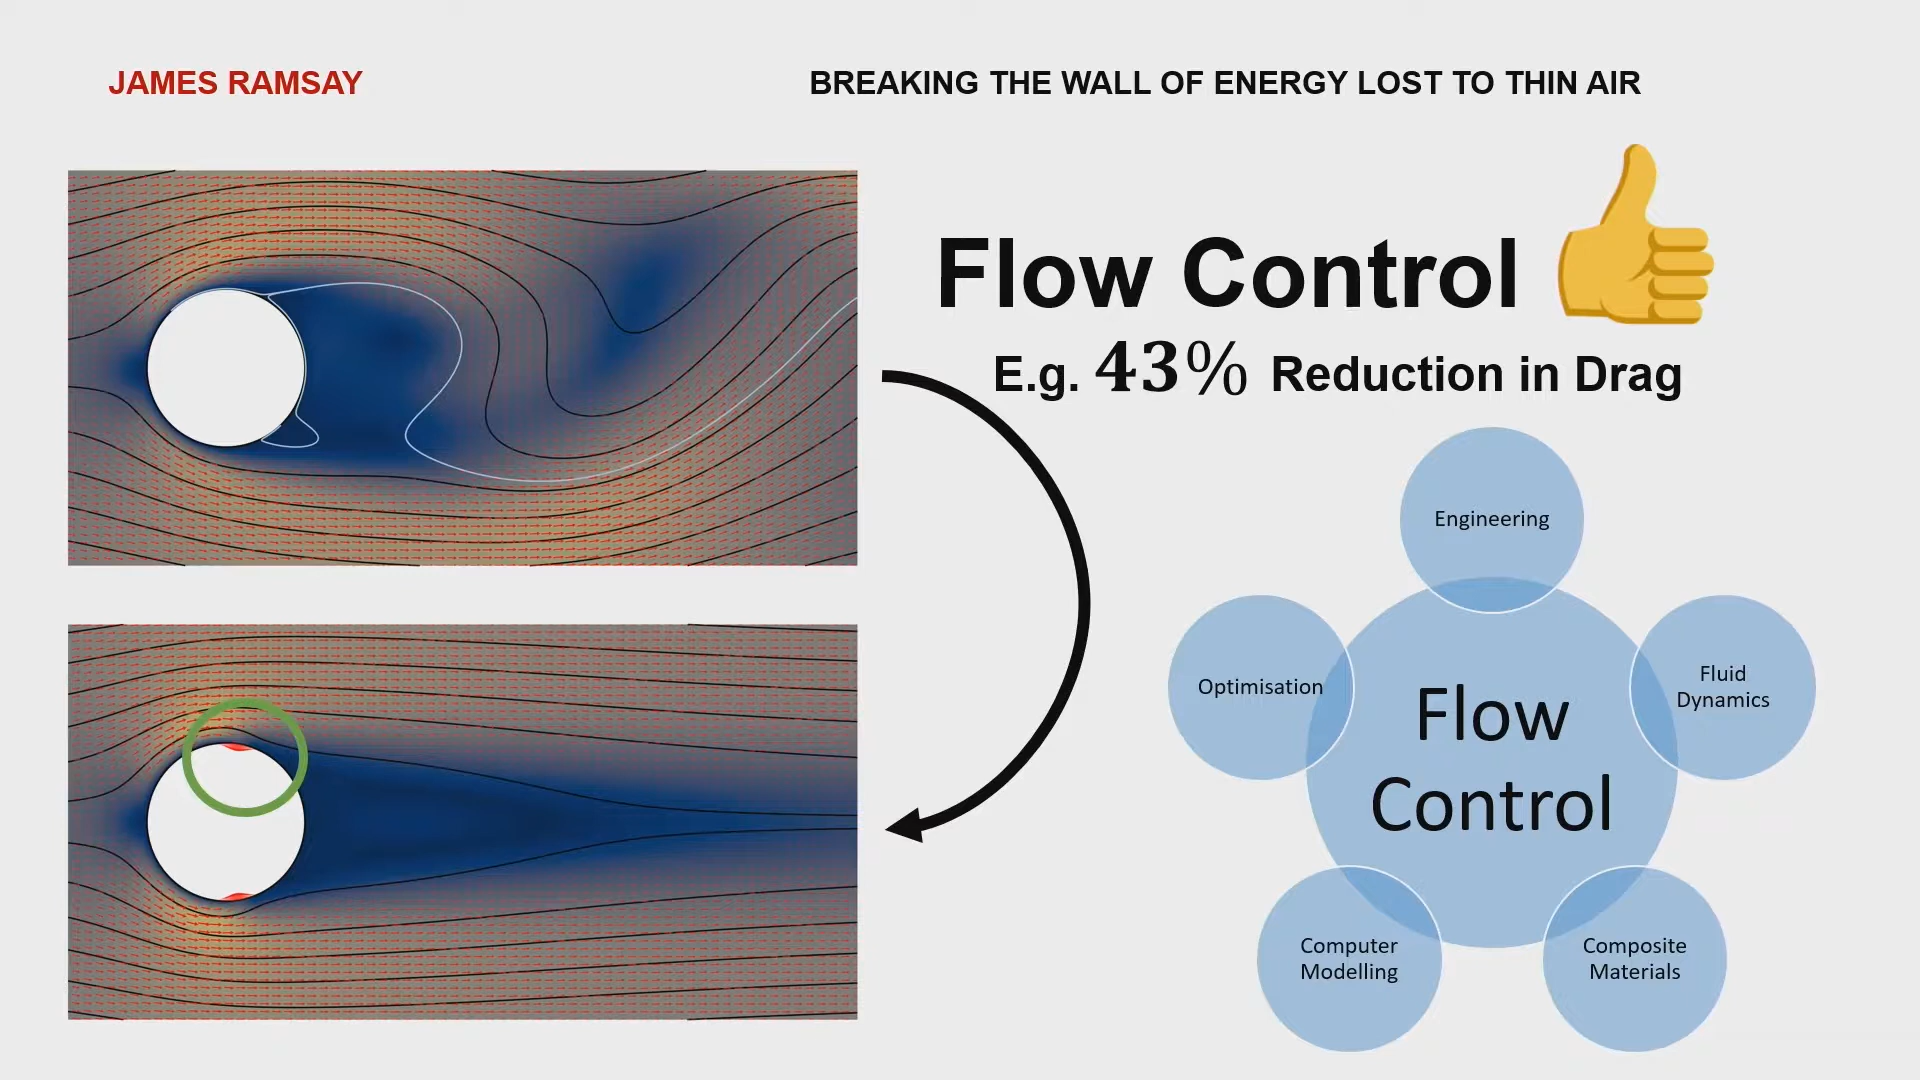 JAMES RAMSAY
BREAKING THE WALL OF ENERGY LOST TO THIN AIR
Flow Control
E.g. 43% Reduction in Drag
Engineering
Optimisation
Fluid
Dynamics
Flow
Control
Computer
Modelling
Composite
Materials